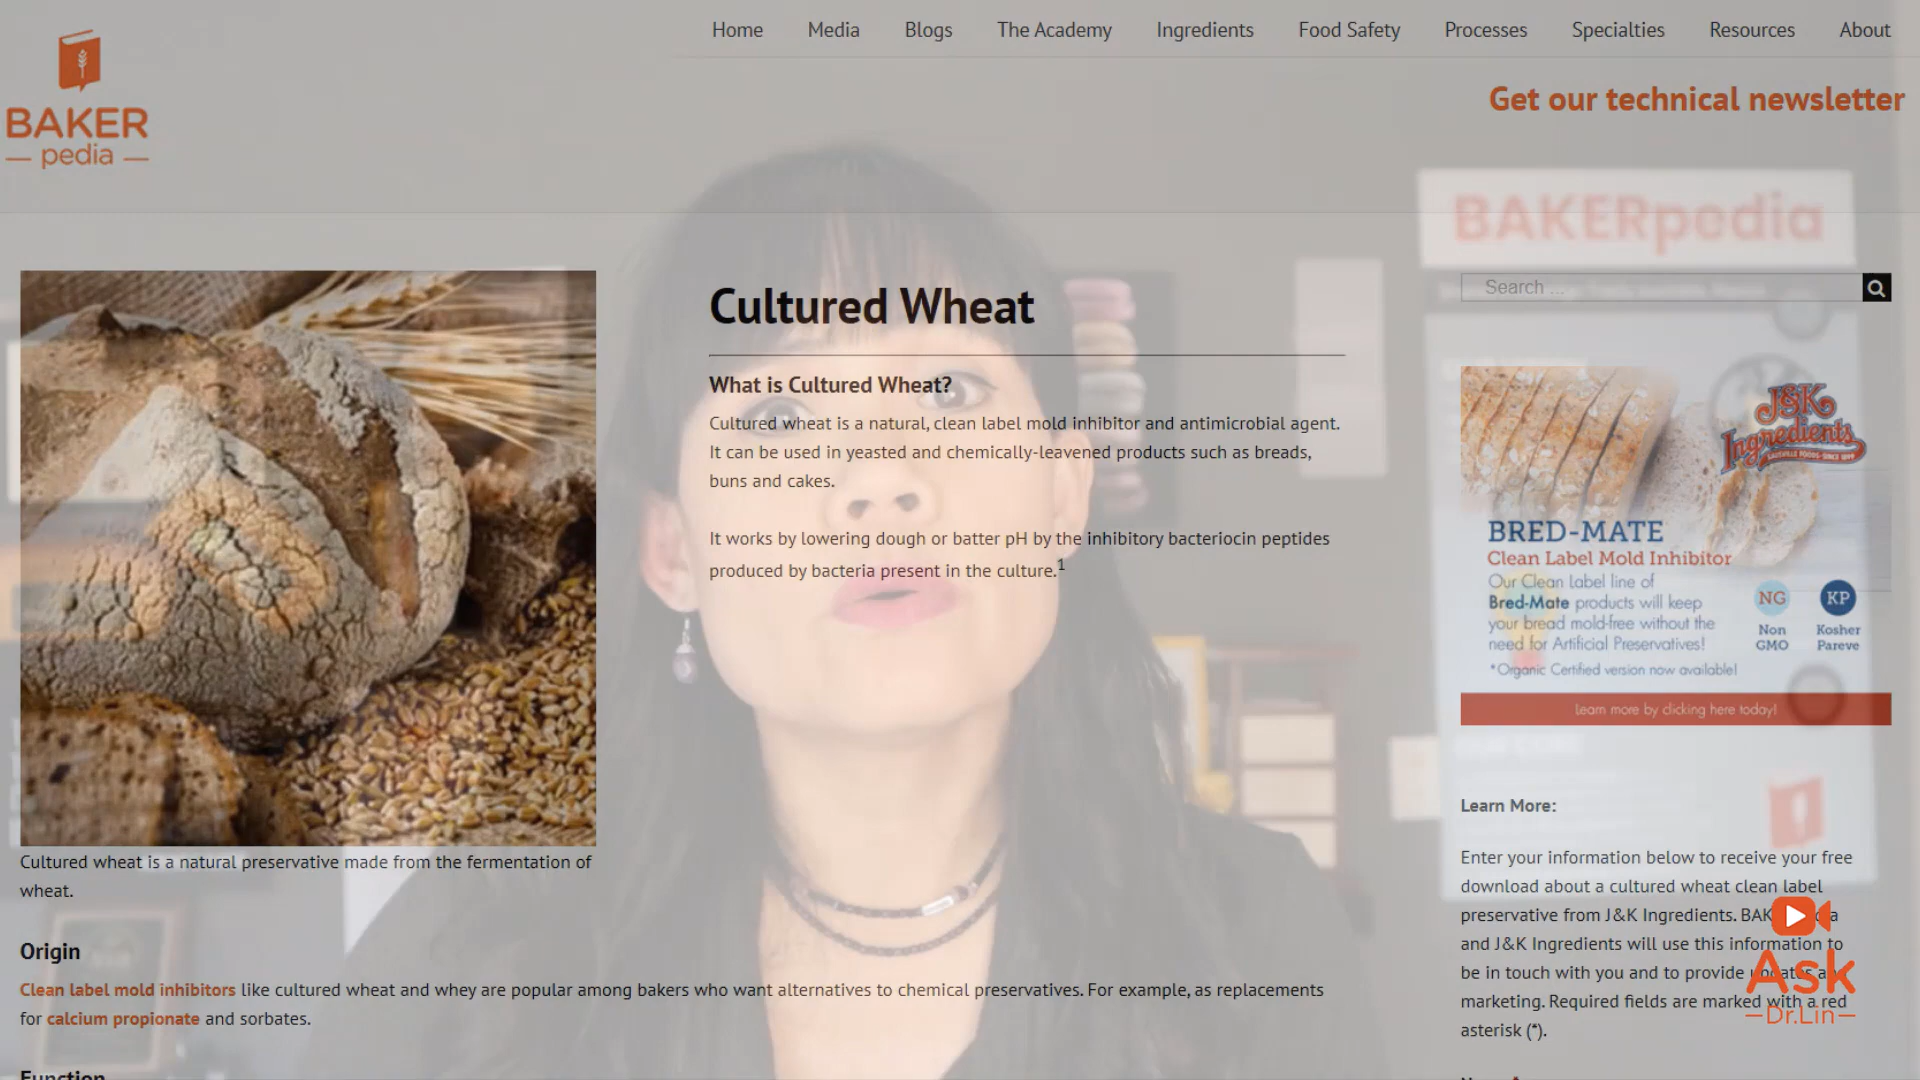 Home Media Blogs The Academy Ingredients Food Safety Processes Specialties Resources About
BAKER
pedia
Get our technical newsletter
BAKERpedia
Search ...
Cultured Wheat
What is Cultured Wheat?
Cultured wheat is a natural, clean label mold inhibitor and antimicrobial agent.
It can be used in yeasted and chemically-leavened products such as breads,
buns and cakes.
It works by lowering dough or batter pH by the inhibitory bacteriocin peptides
produced by bacteria present in the culture.1
J&K
Ingredients
BRED-MATE
Clean Label Mold Inhibitor
Our Clean Label line of
Bred-Mate products will keep
your bread mold-free without the
need for Artificial Preservatives!
*Organic Certified version now available!
NG
Non
GMO
KP
Kosher
Pareve
Learn more by clicking here today!
Cultured wheat is a natural preservative made from the fermentation of
wheat.
Origin
Clean label mold inhibitors like cultured wheat and whey are popular among bakers who want alternatives to chemical preservatives. For example, as replacements
for calcium propionate and sorbates.
Function
Learn More:
Enter your information below to receive your free
download about a cultured wheat clean label
preservative from J&K Ingredients.
and J&K Ingredients will use this information to
be in touch with you and to provide updates and
marketing. Required fields are marked with a red
asterisk (*).
Ask
Dr.Lin